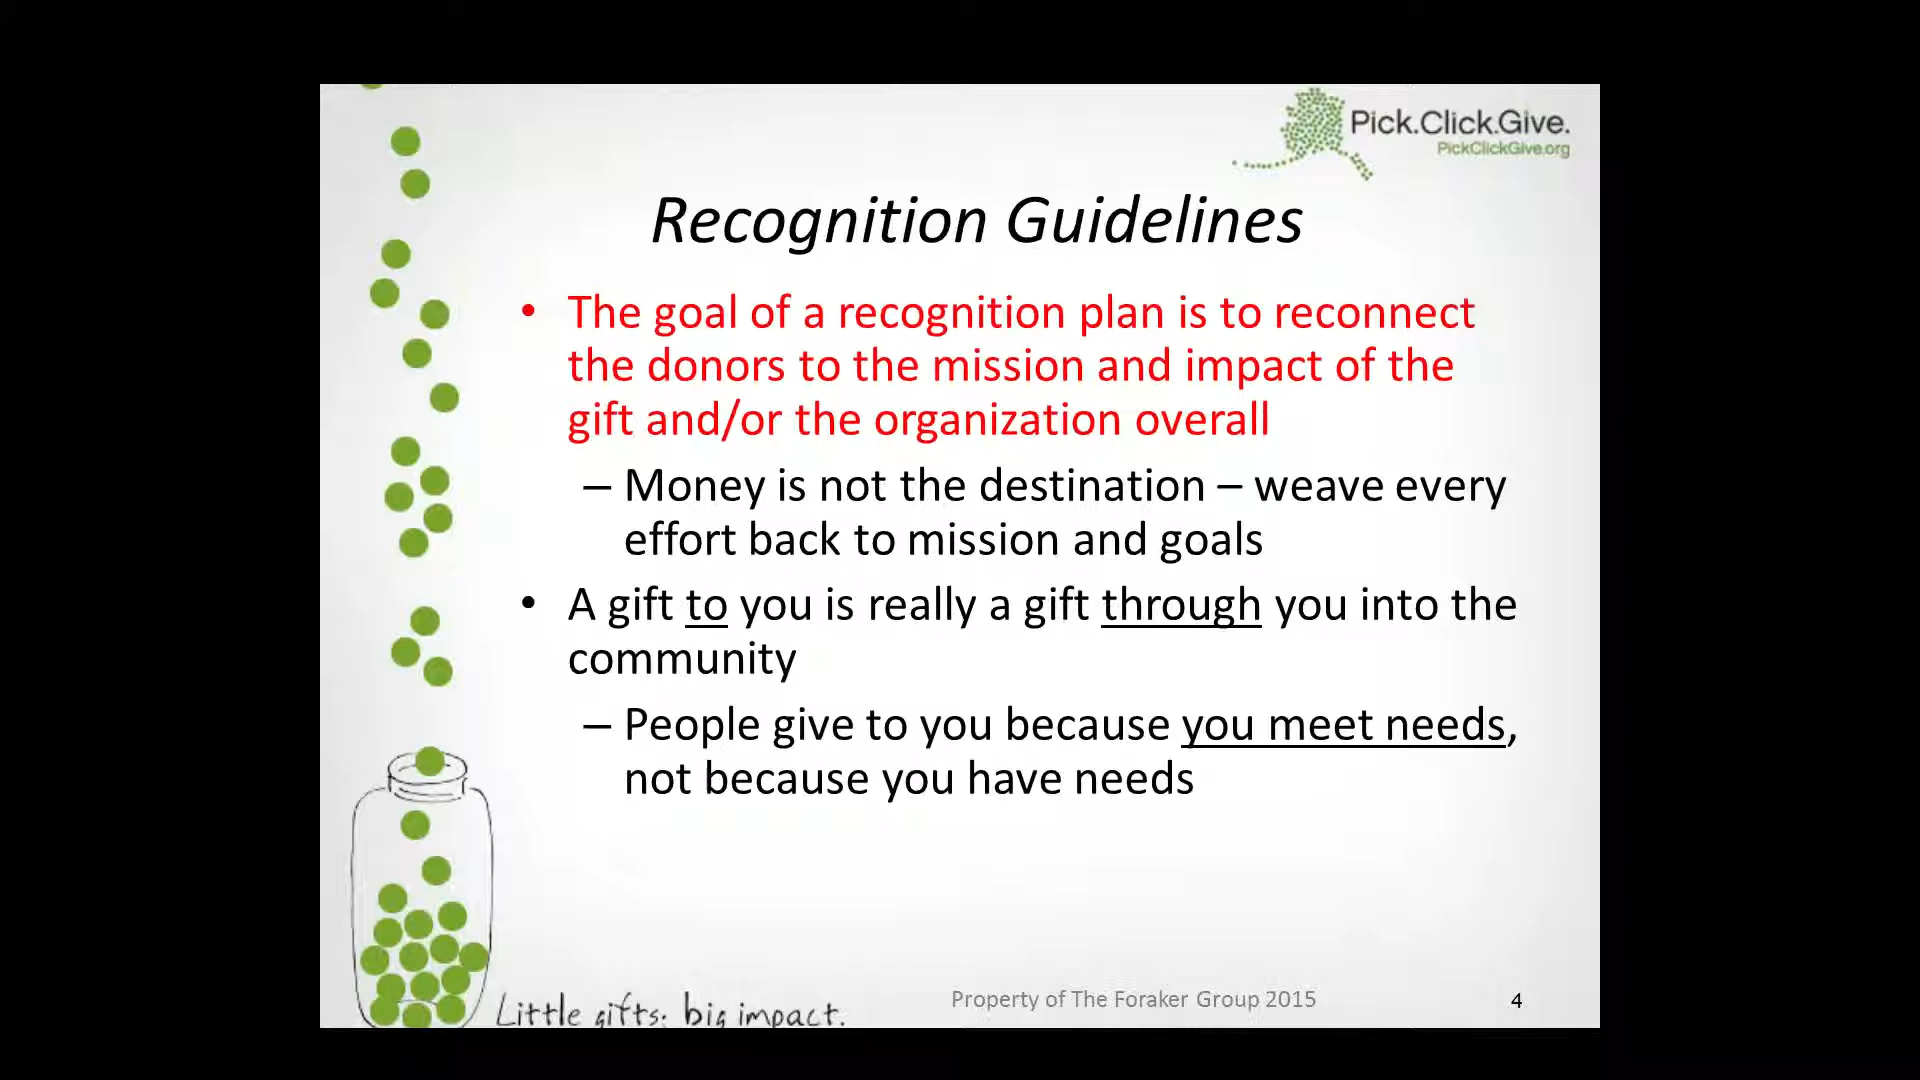 Pick.Click.Give.
PickClickGive.org
Recognition Guidelines
• The goal of a recognition plan is to reconnect
the donors to the mission and impact of the
gift and/or the organization overall
– Money is not the destination – weave every
effort back to mission and goals
• A gift to you is really a gift through you into the
community
– People give to you because you meet needs,
not because you have needs
Little gifts: big impact.
Property of The Foraker Group 2015
4